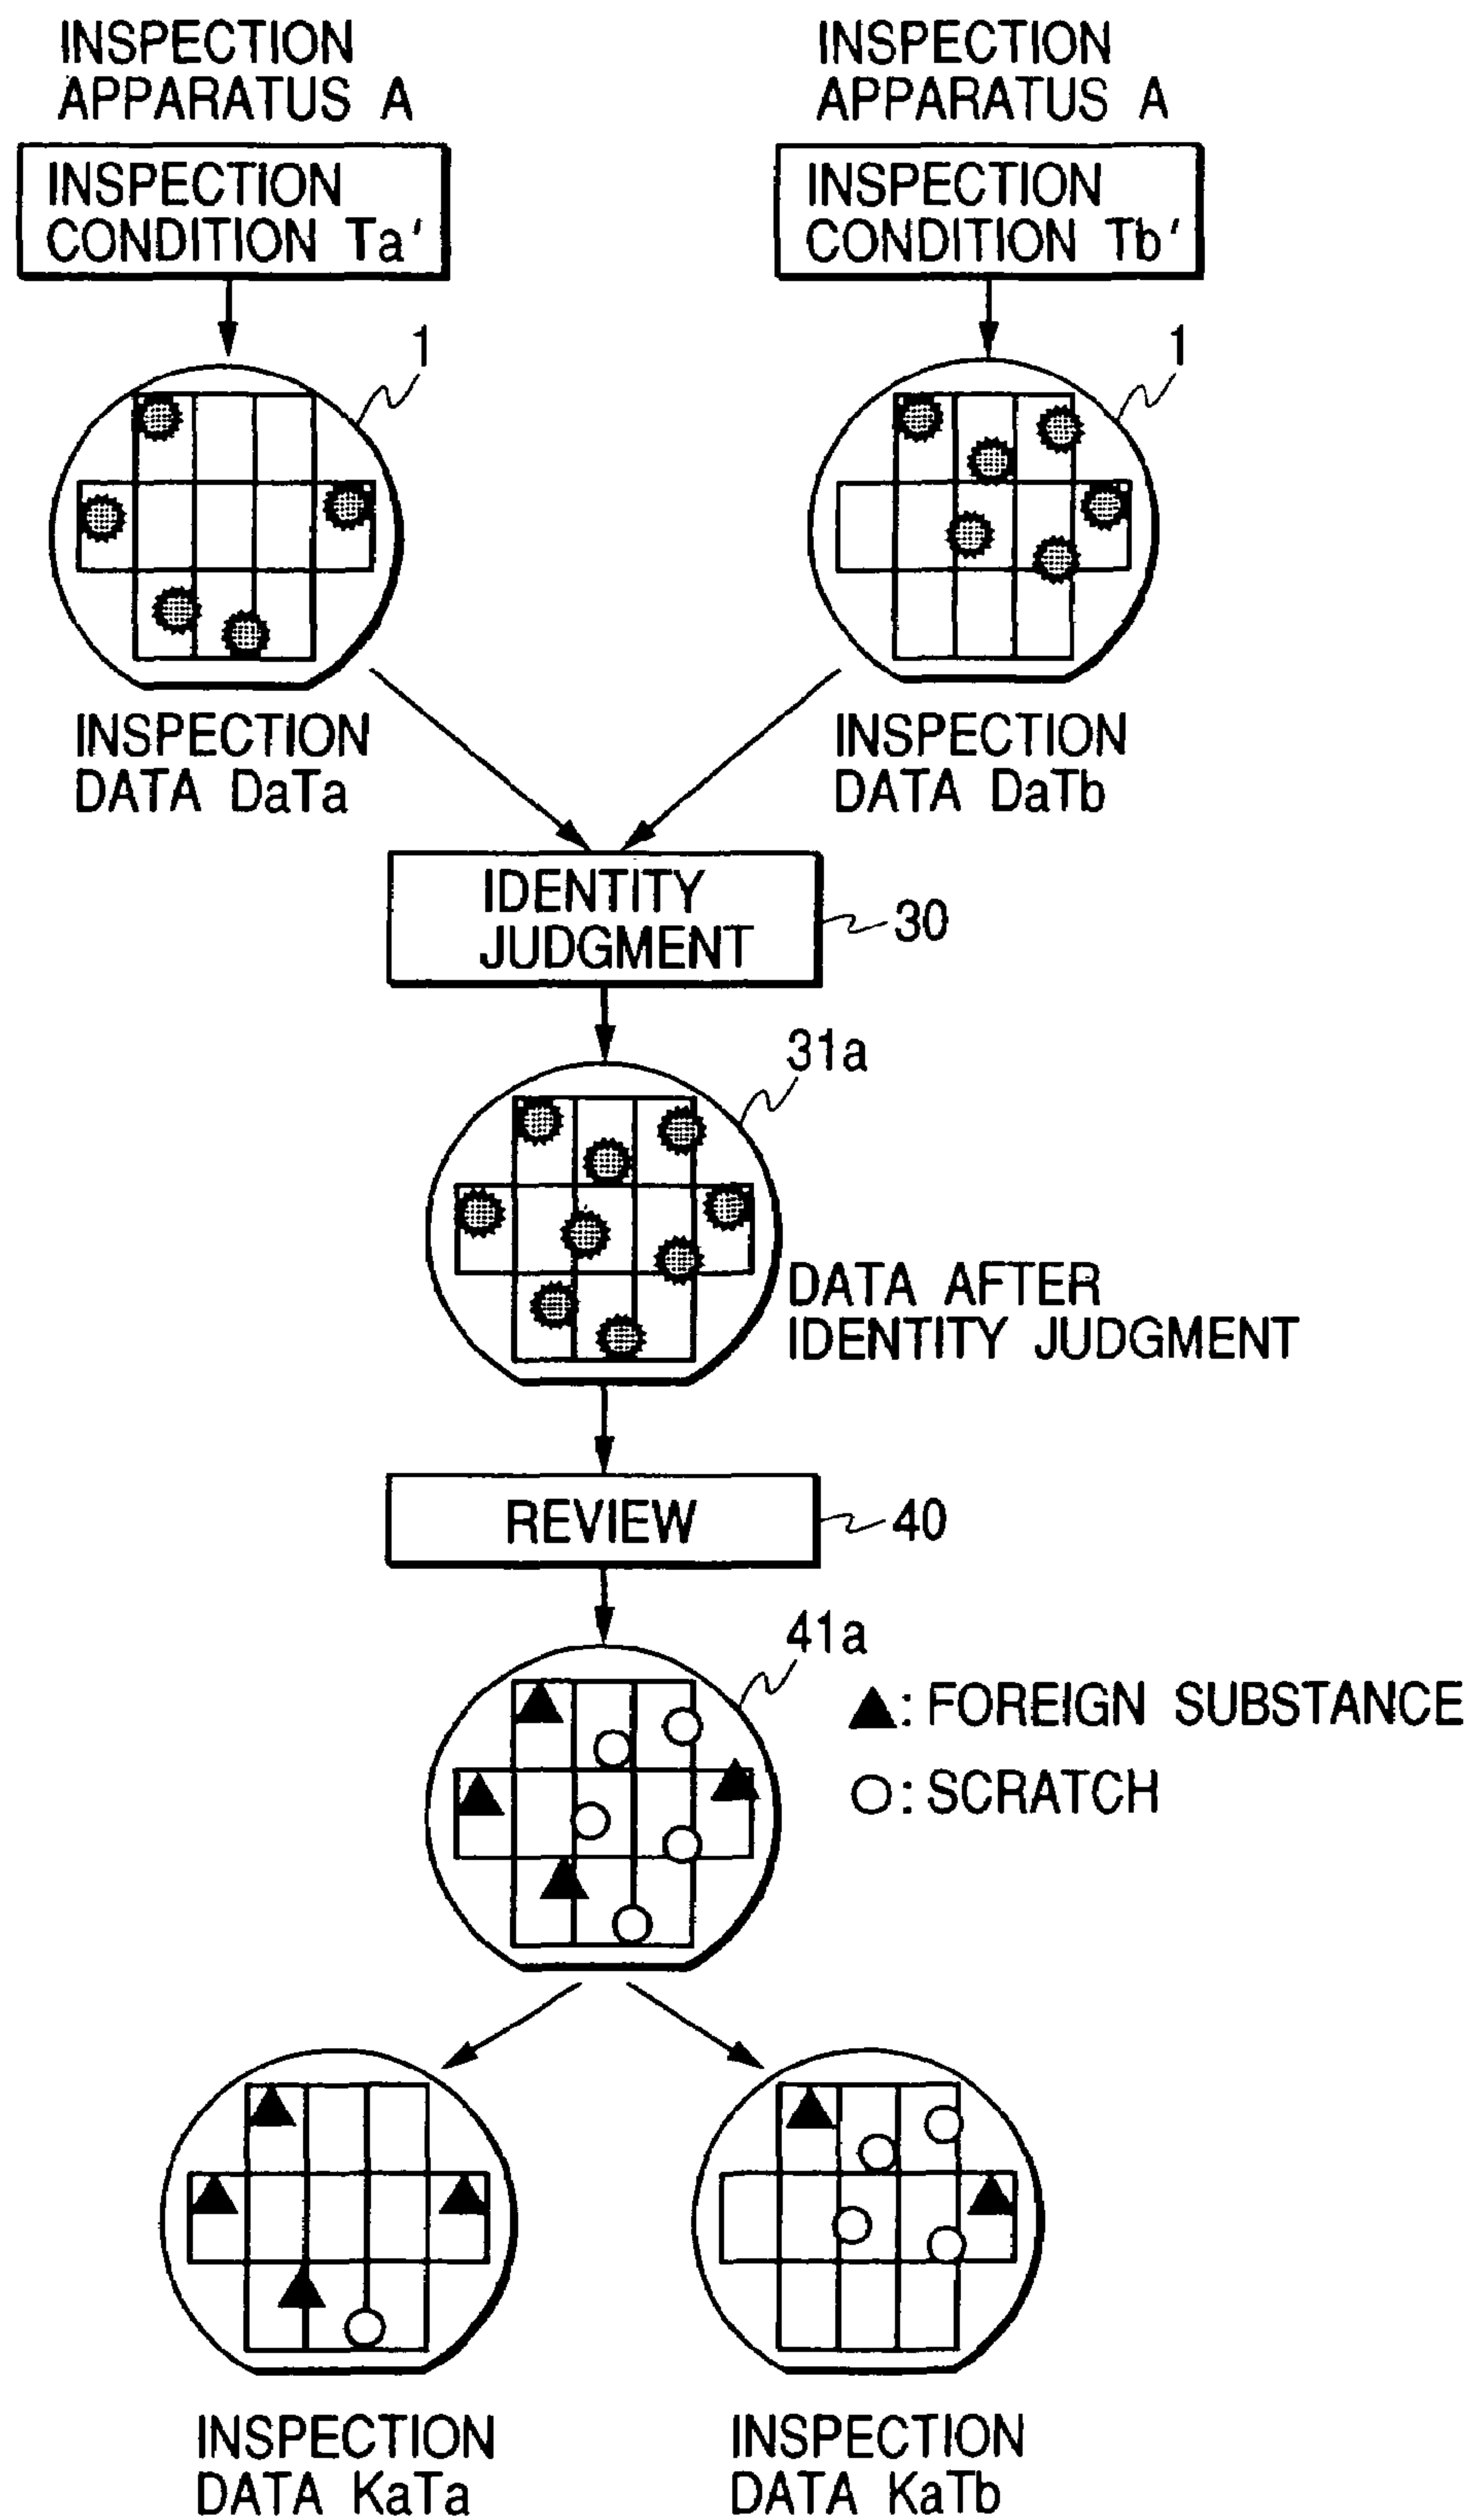 INSPECTION
APPARATUS A
INSPECTION
APPARATUS A
INSPECTION
CONDITION Ta'
INSPECTION
CONDITION Tb'
1
1
INSPECTION
DATA DaTa
INSPECTION
DATA DaTb
IDENTITY
JUDGMENT
30
31a
DATA AFTER
IDENTITY JUDGMENT
REVIEW
40
41a
▲: FOREIGN SUBSTANCE
○: SCRATCH
INSPECTION
DATA KaTa
INSPECTION
DATA KaTb